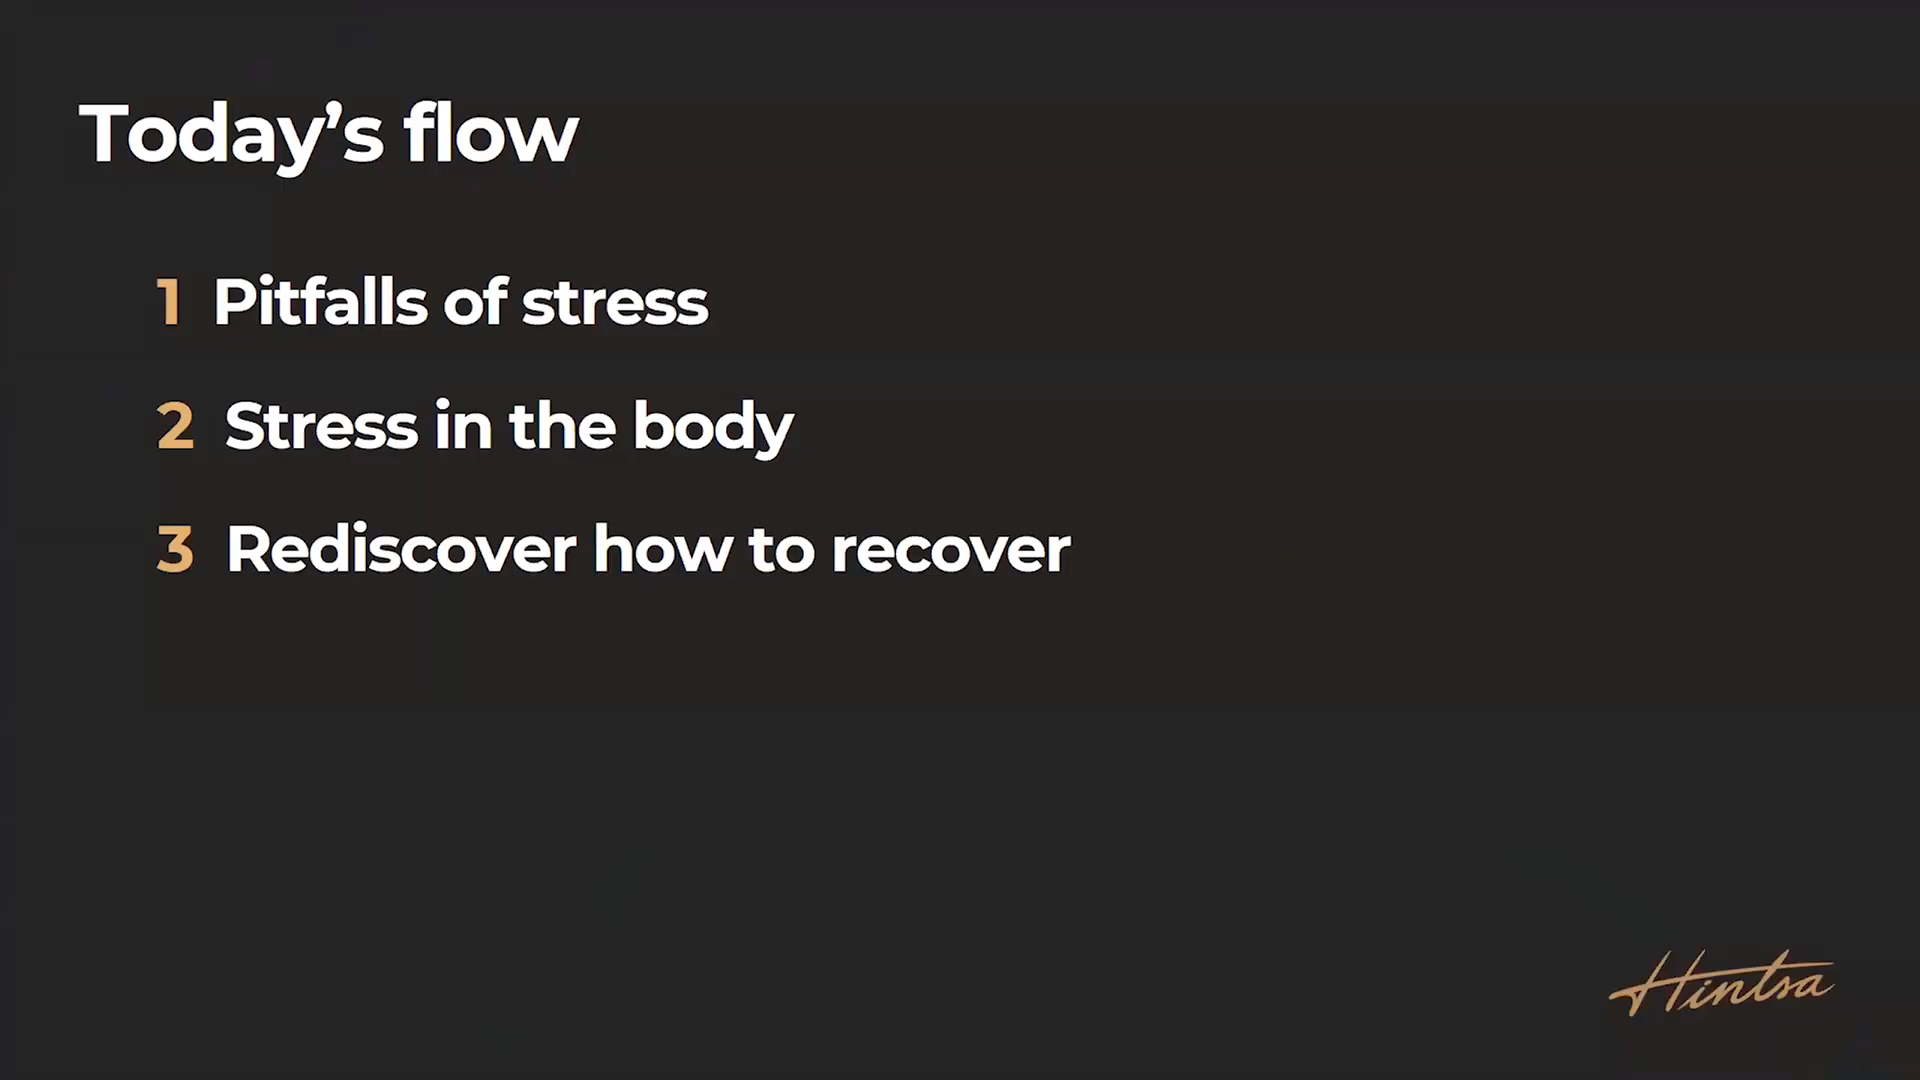 Today’s flow
1 Pitfalls of stress
2 Stress in the body
3 Rediscover how to recover
Hintsa